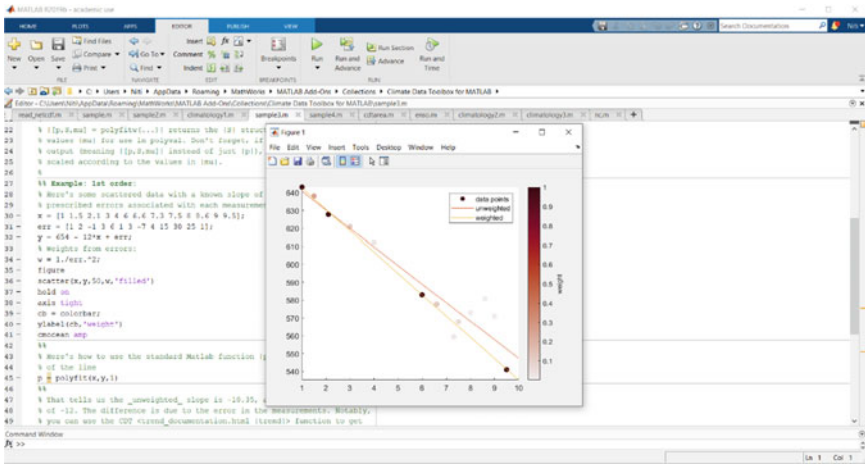 MATLAB R2019b - academic use
HOME PLOTS APPS EDITOR PUBLISH VIEW
Search Documentation Niti
New Open Save Find Files Compare Print Go To Find Insert Comment Indent Breakpoints Run Run and Advance Run Section Advance Run and Time
FILE NAVIGATE EDIT BREAKPOINTS RUN
C: Users Niti AppData Roaming MathWorks MATLAB Add-Ons Collections Climate Data Toolbox for MATLAB
Editor - C:\Users\Niti\AppData\Roaming\MathWorks\MATLAB Add-Ons\Collections\Climate Data Toolbox for MATLAB\sample3.m
read_netcdf.m sample.m sample2.m climatology1.m sample3.m sample4.m cdtarea.m enso.m climatology2.m climatology3.m nc.m
22 % [[p,S,mu] = polyfitw(...)] returns the |S| struct
23 % values |mu| for use in polyval. Don't forget, if
24 % output (meaning |[p,S,mu]| instead of just |p|),
25 % scaled according to the values in |mu|.
26
27 %% Example: 1st order:
28 % Here's some scattered data with a known slope of
29 % prescribed errors associated with each measurement
30 x = [1 1.5 2.1 3 4 6 6.6 7.3 7.5 8 8.6 9 9.5];
31 err = [1 2 -1 3 6 1 3 -7 4 15 30 25 1];
32 y = 654 - 12*x + err;
33 % Weights from errors:
34 w = 1./err.^2;
35 figure
36 scatter(x,y,50,w,'filled')
37 hold on
38 axis tight
39 cb = colorbar;
40 ylabel(cb,'weight')
41 cmocean amp
42 %%
43 % Here's how to use the standard Matlab function |p
44 % of the line
45 p = polyfit(x,y,1)
46 %%
47 % That tells us the _unweighted_ slope is -10.35, a
48 % of -12. The difference is due to the error in the measurements. Notably,
49 % you can use the CDT <trend_documentation.html |trend|> function to get
Figure 1
File Edit View Insert Tools Desktop Window Help
640
630
620
610
600
590
580
570
560
550
540
1 2 3 4 5 6 7 8 9 10
data points
unweighted
weighted
1
0.9
0.8
0.7
0.6
0.5
0.4
0.3
0.2
0.1
weight
Command Window
fx >>
Ln 1 Col 1